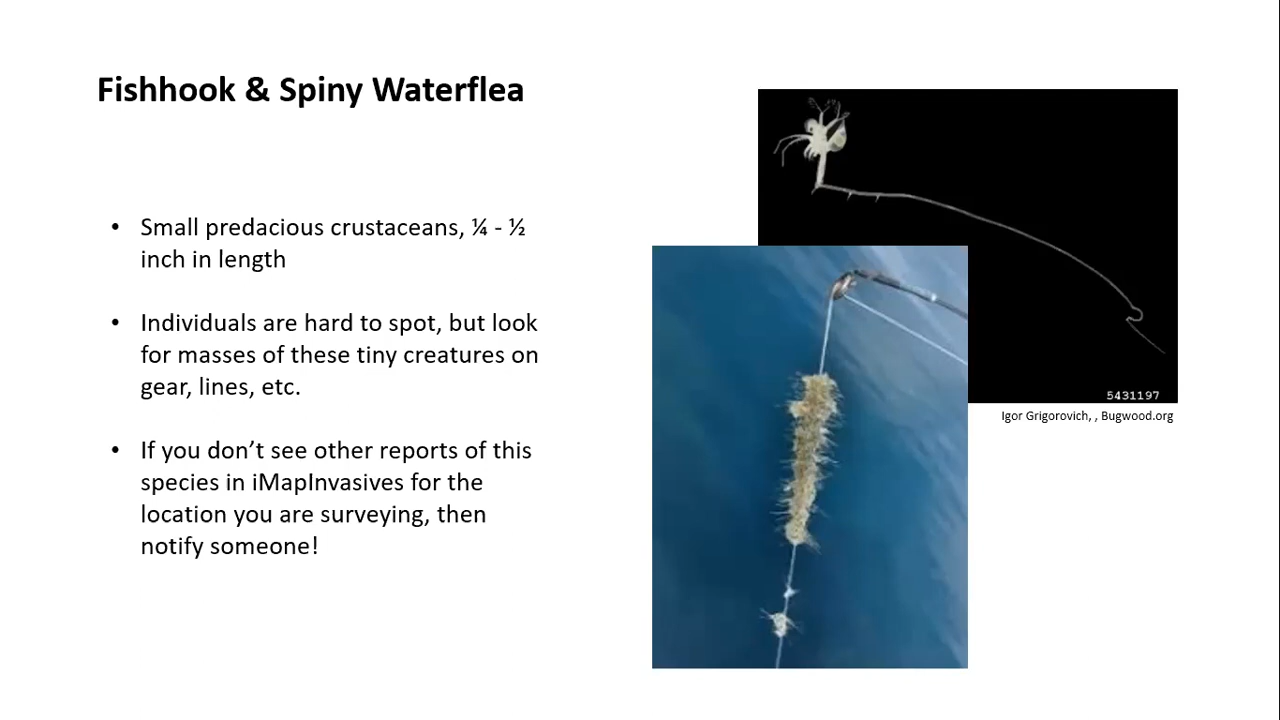 Fishhook & Spiny Waterflea
• Small predacious crustaceans, ¼ - ½
inch in length
• Individuals are hard to spot, but look
for masses of these tiny creatures on
gear, lines, etc.
• If you don’t see other reports of this
species in iMapInvasives for the
location you are surveying, then
notify someone!
5431197
Igor Grigorovich, , Bugwood.org